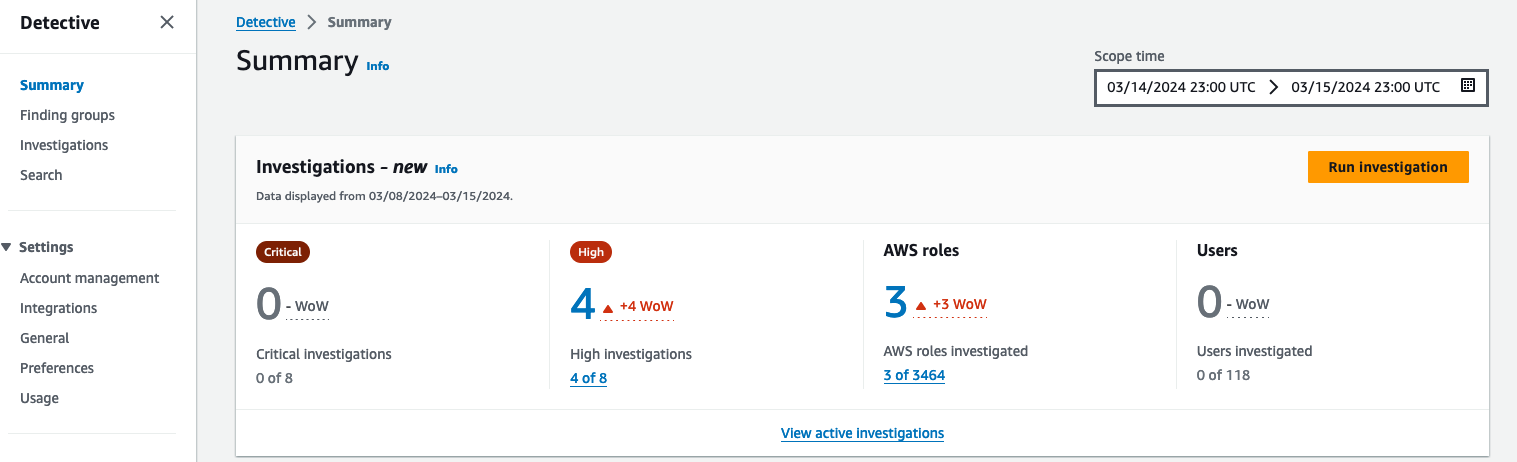 Detective
Summary
Finding groups
Investigations
Search
Settings
Account management
Integrations
General
Preferences
Usage
Detective > Summary
Summary Info
Scope time
03/14/2024 23:00 UTC > 03/15/2024 23:00 UTC
Investigations - new Info
Run investigation
Data displayed from 03/08/2024–03/15/2024.
Critical
0 - WoW
Critical investigations
0 of 8
High
4 +4 WoW
High investigations
4 of 8
AWS roles
3 +3 WoW
AWS roles investigated
3 of 3464
Users
0 - WoW
Users investigated
0 of 118
View active investigations